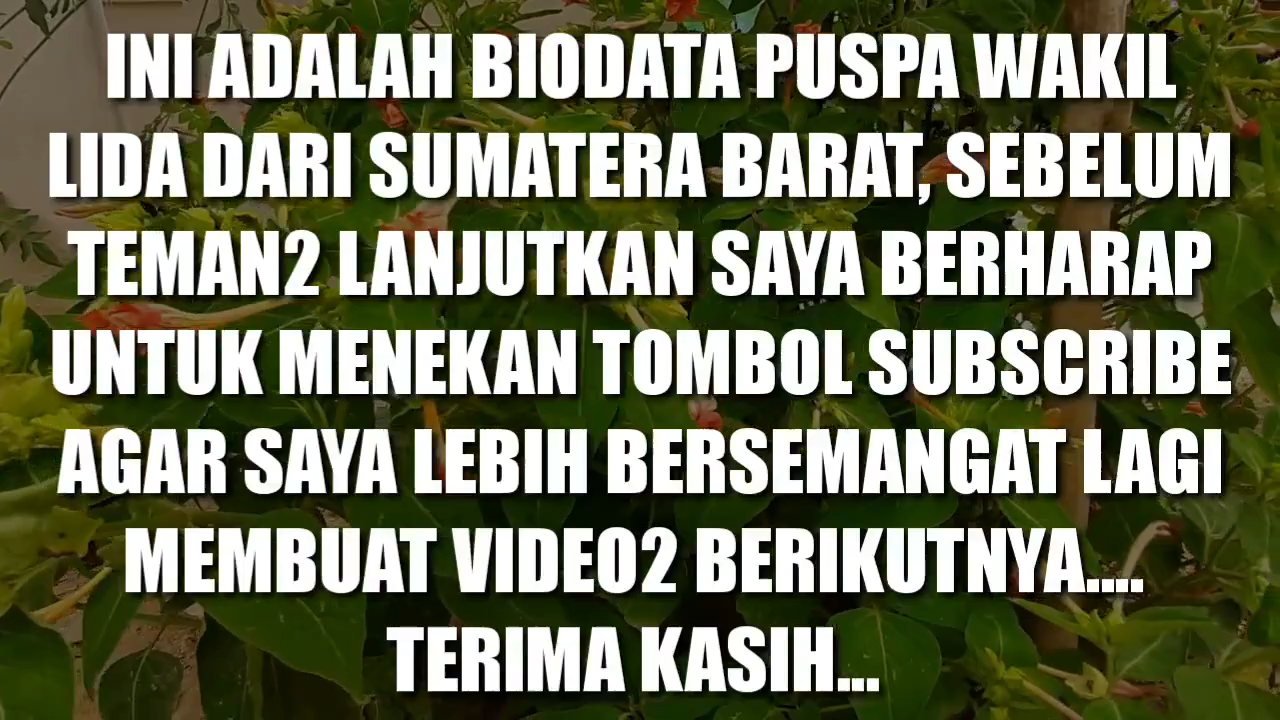 INI ADALAH BIODATA PUSPA WAKIL
LIDA DARI SUMATERA BARAT, SEBELUM
TEMAN2 LANJUTKAN SAYA BERHARAP
UNTUK MENEKAN TOMBOL SUBSCRIBE
AGAR SAYA LEBIH BERSEMANGAT LAGI
MEMBUAT VIDEO2 BERIKUTNYA....
TERIMA KASIH...